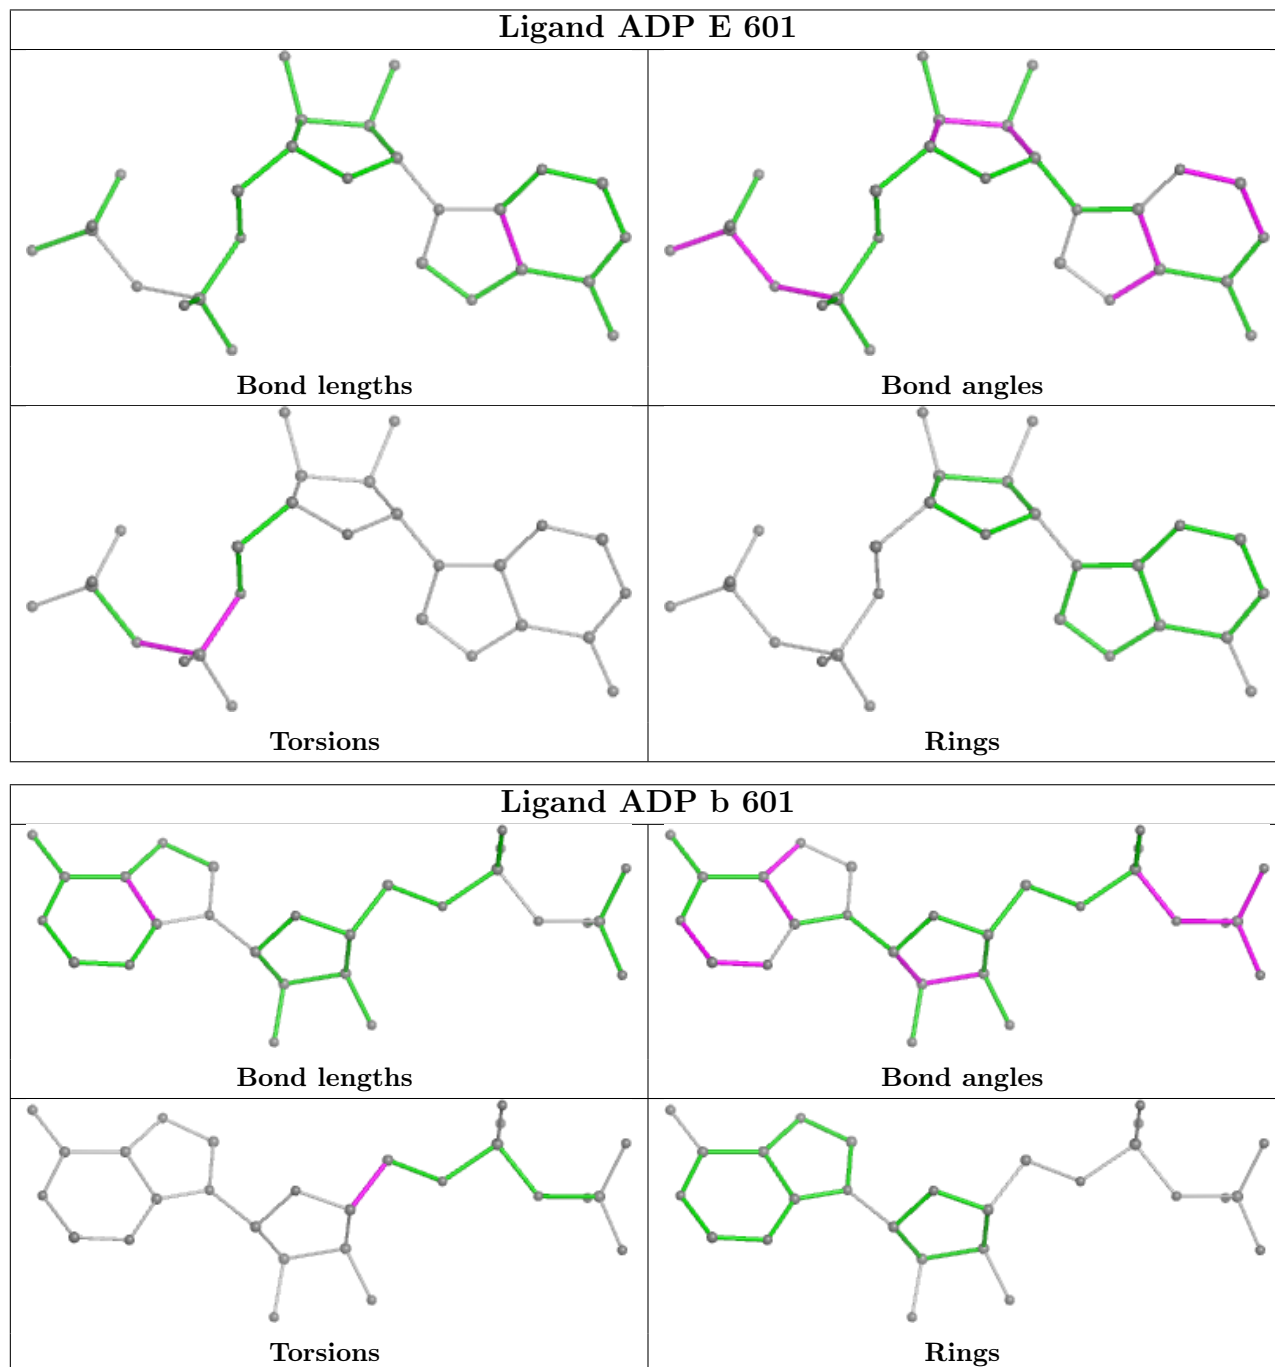 Ligand ADP E 601
Bond lengths
Bond angles
Torsions
Rings
Ligand ADP b 601
Bond lengths
Bond angles
Torsions
Rings